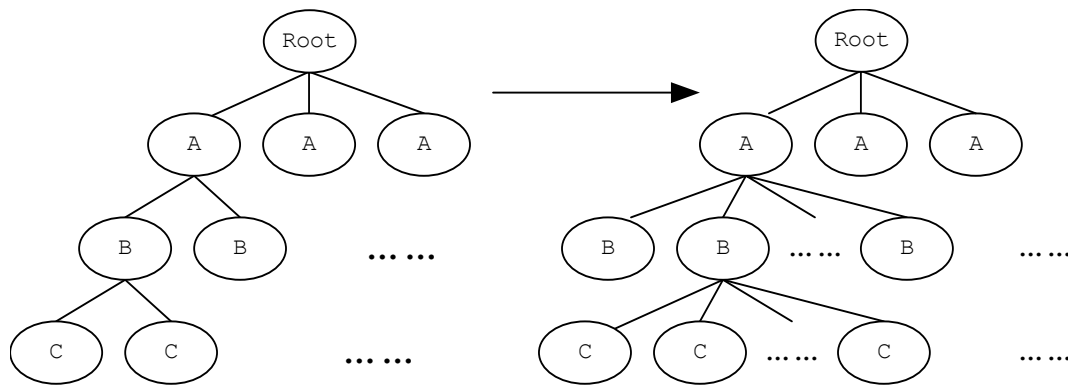 Root Root
A A A A A A
B B …… B B …… B ……
C C …… C C …… C ……